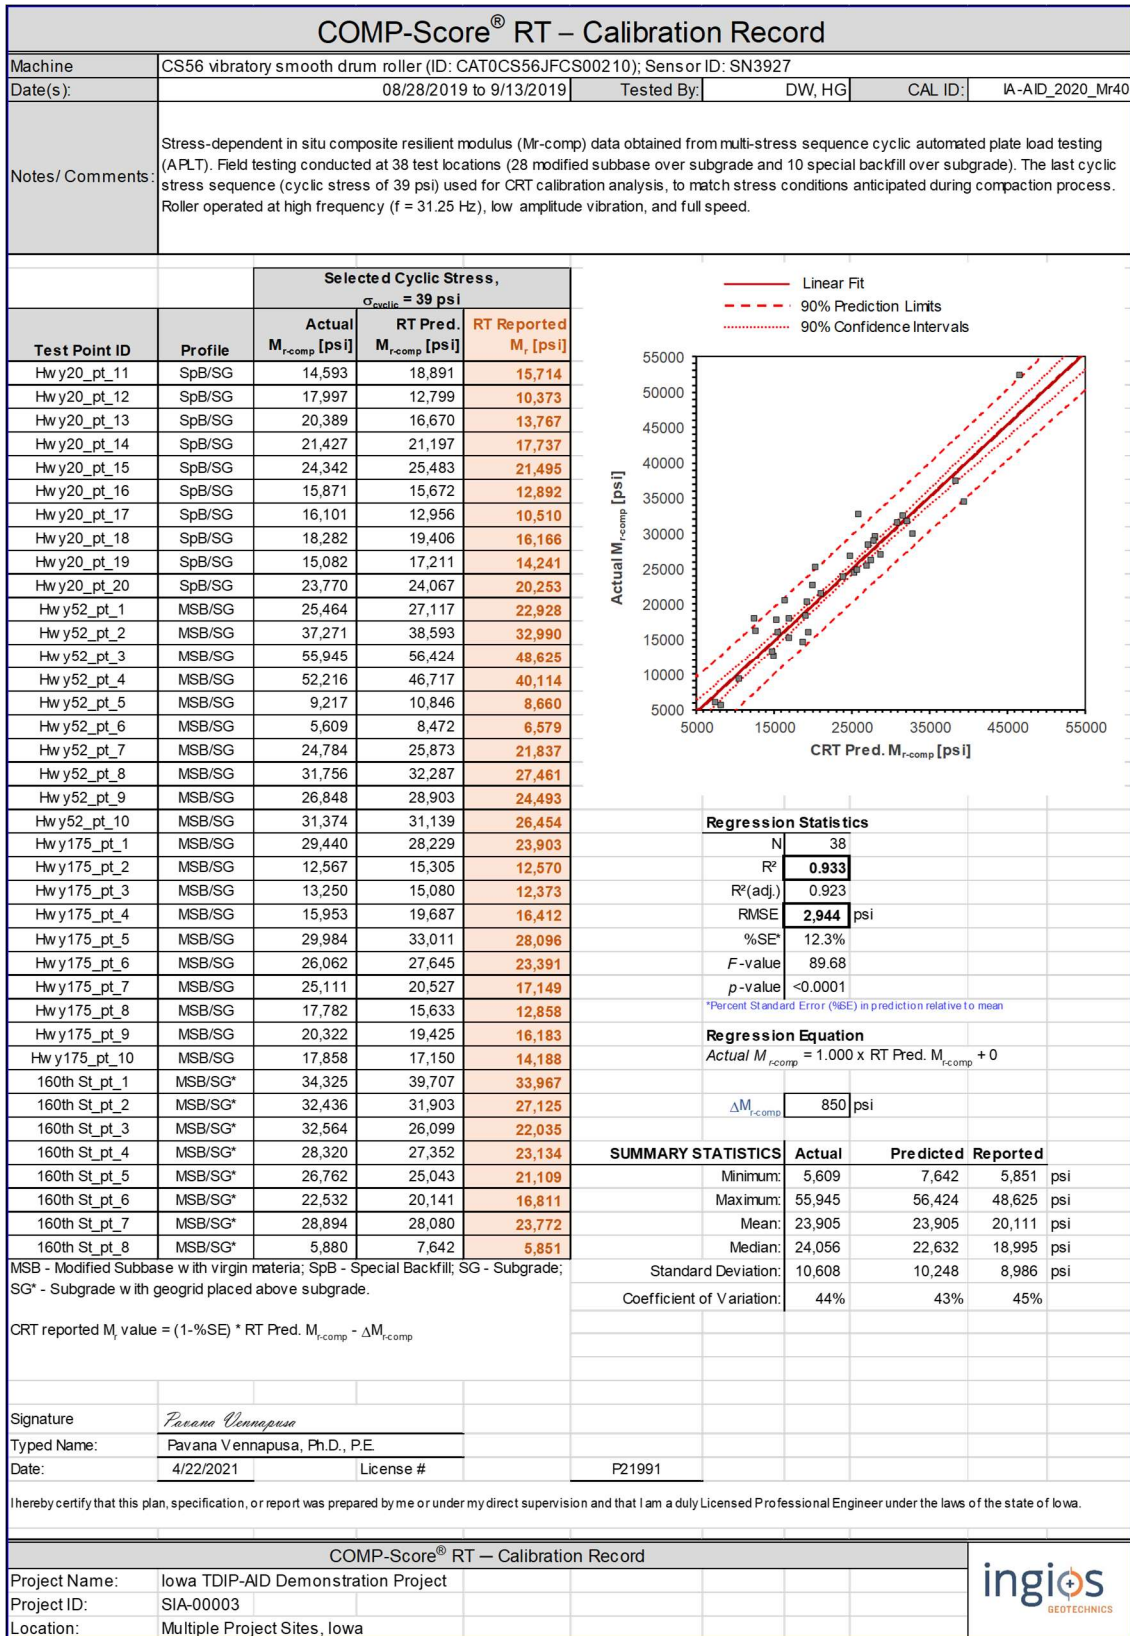 COMP-Score® RT – Calibration Record
Machine CS56 vibratory smooth drum roller (ID: CAT0CS56JFCS00210); Sensor ID: SN3927
Date(s): 08/28/2019 to 9/13/2019 Tested By: DW, HG CAL ID: IA-AID_2020_Mr40
Notes/ Comments:
Stress-dependent in situ composite resilient modulus (Mr-comp) data obtained from multi-stress sequence cyclic automated plate load testing
(APLT). Field testing conducted at 38 test locations (28 modified subbase over subgrade and 10 special backfill over subgrade). The last cyclic
stress sequence (cyclic stress of 39 psi) used for CRT calibration analysis, to match stress conditions anticipated during compaction process.
Roller operated at high frequency (f = 31.25 Hz), low amplitude vibration, and full speed.
Selected Cyclic Stress,
σcyclic = 39 psi
Test Point ID Profile Actual Mr-comp [psi] RT Pred. Mr-comp [psi] RT Reported Mr [psi]
Hwy20_pt_11 SpB/SG 14,593 18,891 15,714
Hwy20_pt_12 SpB/SG 17,997 12,799 10,373
Hwy20_pt_13 SpB/SG 20,389 16,670 13,767
Hwy20_pt_14 SpB/SG 21,427 21,197 17,737
Hwy20_pt_15 SpB/SG 24,342 25,483 21,495
Hwy20_pt_16 SpB/SG 15,871 15,672 12,892
Hwy20_pt_17 SpB/SG 16,101 12,956 10,510
Hwy20_pt_18 SpB/SG 18,282 19,406 16,166
Hwy20_pt_19 SpB/SG 15,082 17,211 14,241
Hwy20_pt_20 SpB/SG 23,770 24,067 20,253
Hwy52_pt_1 MSB/SG 25,464 27,117 22,928
Hwy52_pt_2 MSB/SG 37,271 38,593 32,990
Hwy52_pt_3 MSB/SG 55,945 56,424 48,625
Hwy52_pt_4 MSB/SG 52,216 46,717 40,114
Hwy52_pt_5 MSB/SG 9,217 10,846 8,660
Hwy52_pt_6 MSB/SG 5,609 8,472 6,579
Hwy52_pt_7 MSB/SG 24,784 25,873 21,837
Hwy52_pt_8 MSB/SG 31,756 32,287 27,461
Hwy52_pt_9 MSB/SG 26,848 28,903 24,493
Hwy52_pt_10 MSB/SG 31,374 31,139 26,454
Hwy175_pt_1 MSB/SG 29,440 28,229 23,903
Hwy175_pt_2 MSB/SG 12,567 15,305 12,570
Hwy175_pt_3 MSB/SG 13,250 15,080 12,373
Hwy175_pt_4 MSB/SG 15,953 19,687 16,412
Hwy175_pt_5 MSB/SG 29,984 33,011 28,096
Hwy175_pt_6 MSB/SG 26,062 27,645 23,391
Hwy175_pt_7 MSB/SG 25,111 20,527 17,149
Hwy175_pt_8 MSB/SG 17,782 15,633 12,858
Hwy175_pt_9 MSB/SG 20,322 19,425 16,183
Hwy175_pt_10 MSB/SG 17,858 17,150 14,188
160th St_pt_1 MSB/SG* 34,325 39,707 33,967
160th St_pt_2 MSB/SG* 32,436 31,903 27,125
160th St_pt_3 MSB/SG* 32,564 26,099 22,035
160th St_pt_4 MSB/SG* 28,320 27,352 23,134
160th St_pt_5 MSB/SG* 26,762 25,043 21,109
160th St_pt_6 MSB/SG* 22,532 20,141 16,811
160th St_pt_7 MSB/SG* 28,894 28,080 23,772
160th St_pt_8 MSB/SG* 5,880 7,642 5,851
MSB - Modified Subbase with virgin materia; SpB - Special Backfill; SG - Subgrade;
SG* - Subgrade with geogrid placed above subgrade.
CRT reported Mr value = (1-%SE) * RT Pred. Mr-comp - ΔMr-comp
Linear Fit
90% Prediction Limits
90% Confidence Intervals
Actual Mr-comp [psi]
55000
50000
45000
40000
35000
30000
25000
20000
15000
10000
5000
5000 15000 25000 35000 45000 55000
CRT Pred. Mr-comp [psi]
Regression Statistics
N 38
R² 0.933
R²(adj.) 0.923
RMSE 2,944 psi
%SE* 12.3%
F-value 89.68
p-value <0.0001
*Percent Standard Error (%SE) in prediction relative to mean
Regression Equation
Actual Mr-comp = 1.000 x RT Pred. Mr-comp + 0
ΔMr-comp 850 psi
SUMMARY STATISTICS Actual Predicted Reported
Minimum: 5,609 7,642 5,851 psi
Maximum: 55,945 56,424 48,625 psi
Mean: 23,905 23,905 20,111 psi
Median: 24,056 22,632 18,995 psi
Standard Deviation: 10,608 10,248 8,986 psi
Coefficient of Variation: 44% 43% 45%
Signature Pavana Vennapusa
Typed Name: Pavana Vennapusa, Ph.D., P.E.
Date: 4/22/2021 License # P21991
I hereby certify that this plan, specification, or report was prepared by me or under my direct supervision and that I am a duly Licensed Professional Engineer under the laws of the state of Iowa.
COMP-Score® RT — Calibration Record
Project Name: Iowa TDIP-AID Demonstration Project
Project ID: SIA-00003
Location: Multiple Project Sites, Iowa
ingios
GEOTECHNICS